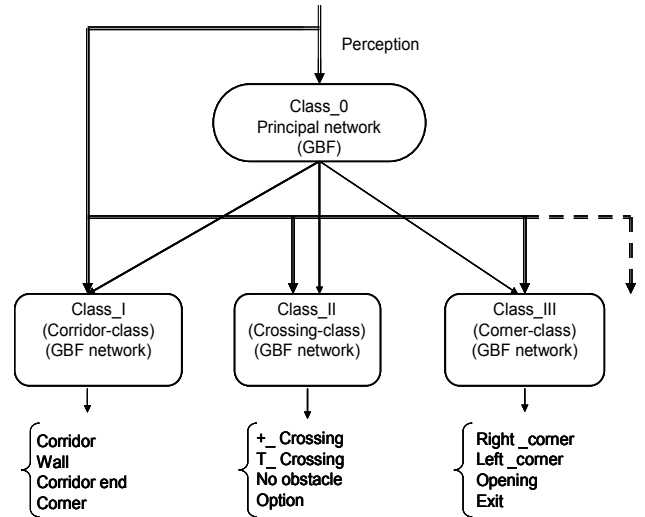 Perception
Class_0
Principal network
(GBF)
Class_I
(Corridor-class)
(GBF network)
Class_II
(Crossing-class)
(GBF network)
Class_III
(Corner-class)
(GBF network)
Corridor
Wall
Corridor end
Corner
+_ Crossing
T_ Crossing
No obstacle
Option
Right _corner
Left _corner
Opening
Exit